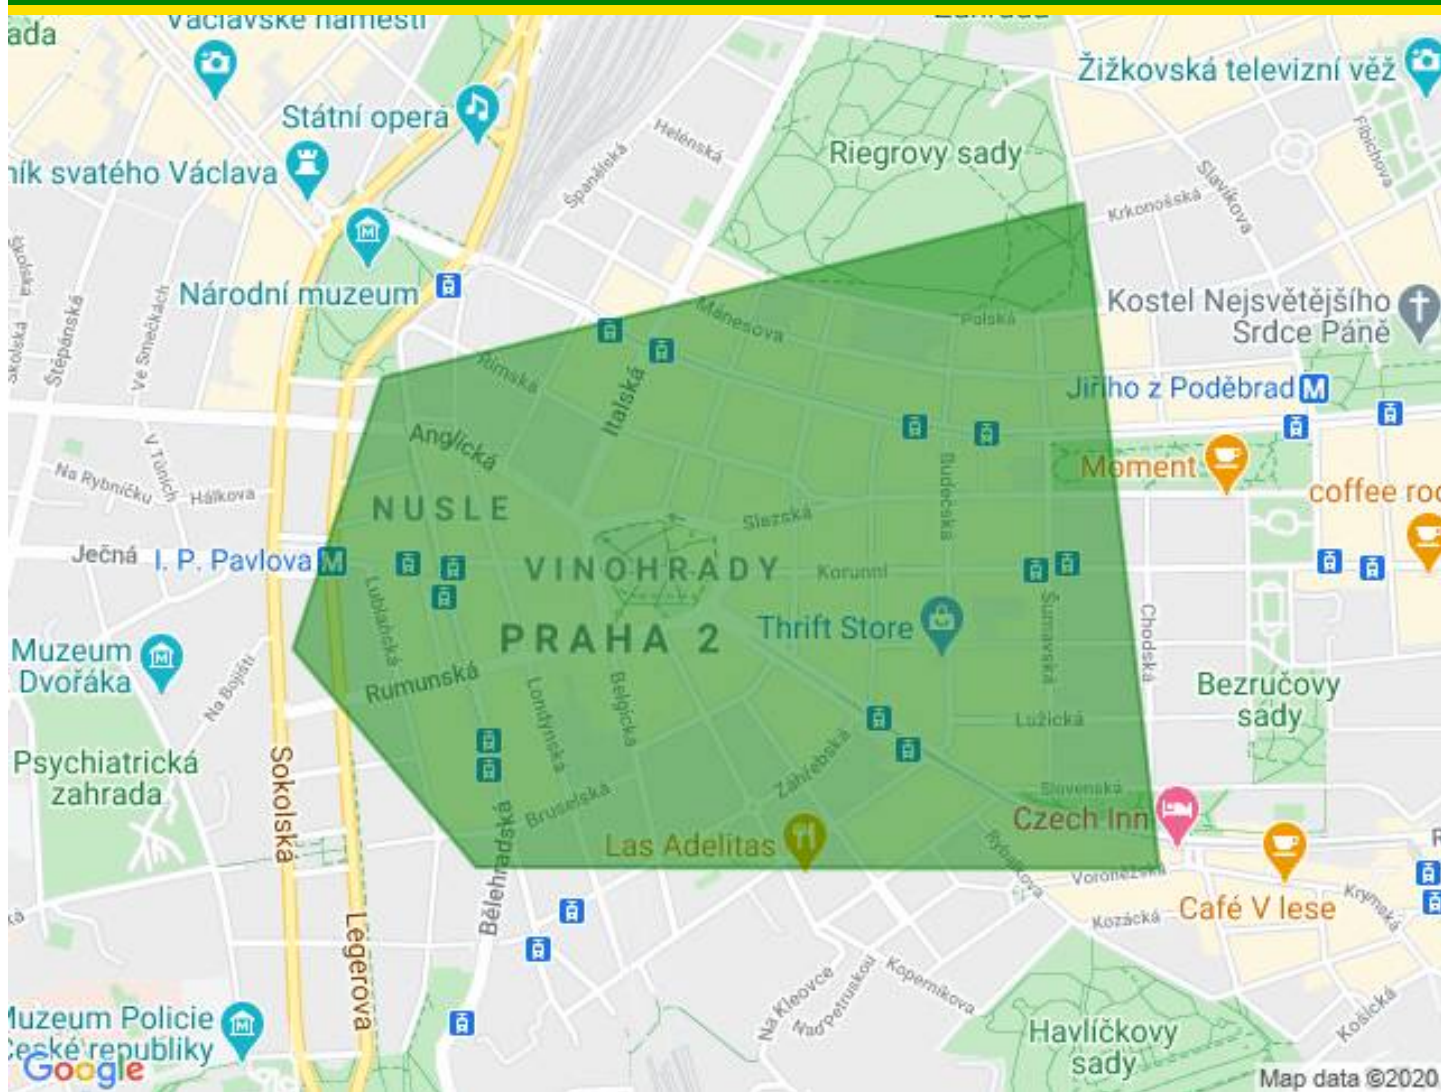 Václavské náměstí
Zahrada
ada
Žižkovská televizní věž
Státní opera
Helénská
Fibichova
Riegrovy sady
Španělská
ník svatého Václava
Slavíkova
Krkonošská
Národní muzeum
Školská
Štěpánská
Ve Smečkách
Kostel Nejsvětějšího
Srdce Páně
Mánesova
Polská
Římská
Italská
Jiřího z Poděbrad
M
Anglická
V Tůních
Na Rybníčku
Hálkova
Budečská
Moment
coffee roo
NUSLE
Slezská
Ječná
I. P. Pavlova
M
VINOHRADY
Korunní
Lublaňská
Šumavská
Chodská
PRAHA 2
Thrift Store
Muzeum
Dvořáka
Na Bojišti
Rumunská
Londýnská
Belgická
Bezručovy
sady
Lužická
Záhřebská
Psychiatrická
zahrada
Sokolská
Bruselská
Slovenská
Czech Inn
Bělehradská
Las Adelitas
Rybalkova
Voroněžská
Krymská
Café V lese
Kozácká
Legerova
Na Kleovce
Nad Petruskou
Koperníkova
Košická
Havlíčkovy
sady
Muzeum Policie
České republiky
Google
Map data ©2020